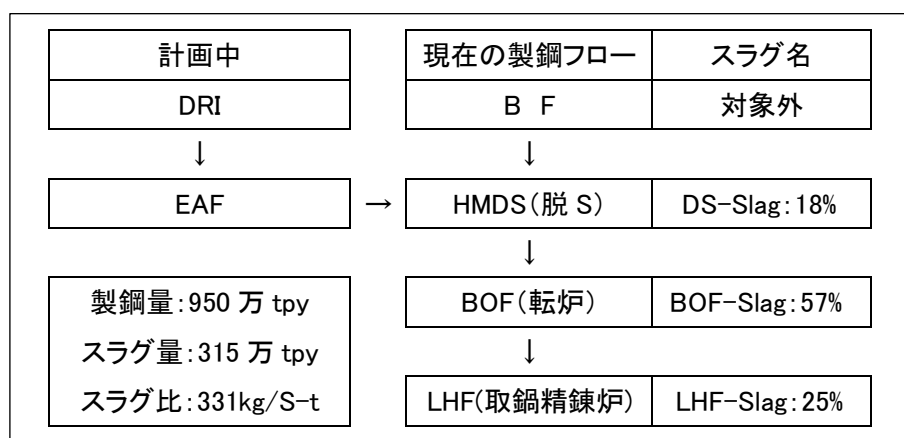 計画中
現在の製鋼フロー スラグ名
DRI
B F 対象外
↓ ↓
EAF → HMDS(脱 S) DS-Slag:18%
↓
製鋼量:950 万 tpy
BOF(転炉) BOF-Slag:57%
スラグ量:315 万 tpy
↓
スラグ比:331kg/S-t
LHF(取鍋精錬炉) LHF-Slag:25%